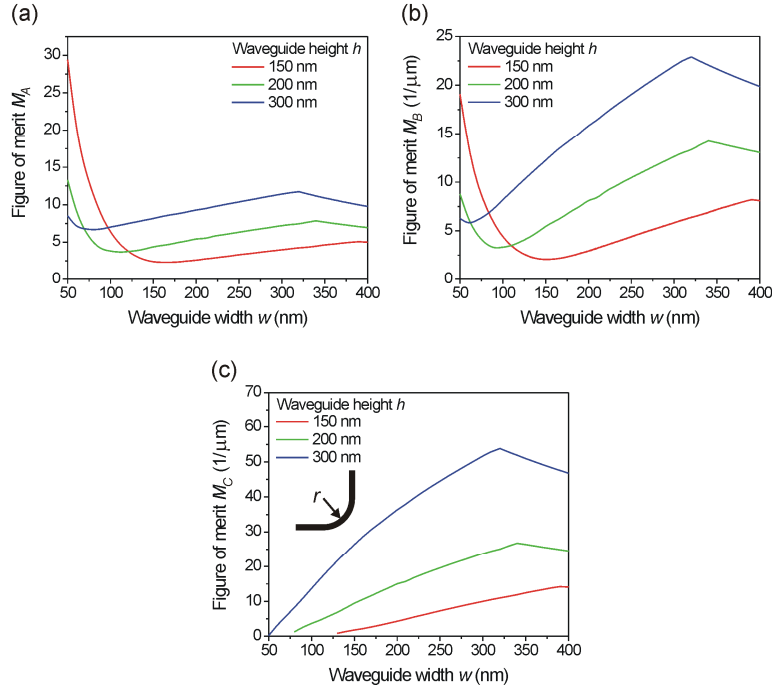 (a)
Figure of merit M_A
30
25
20
15
10
5
0
Waveguide height h
150 nm
200 nm
300 nm
50 100 150 200 250 300 350 400
Waveguide width w (nm)
(b)
Figure of merit M_B (1/μm)
25
20
15
10
5
0
Waveguide height h
150 nm
200 nm
300 nm
50 100 150 200 250 300 350 400
Waveguide width w (nm)
(c)
Figure of merit M_C (1/μm)
70
60
50
40
30
20
10
0
Waveguide height h
150 nm
200 nm
300 nm
r
50 100 150 200 250 300 350 400
Waveguide width w (nm)